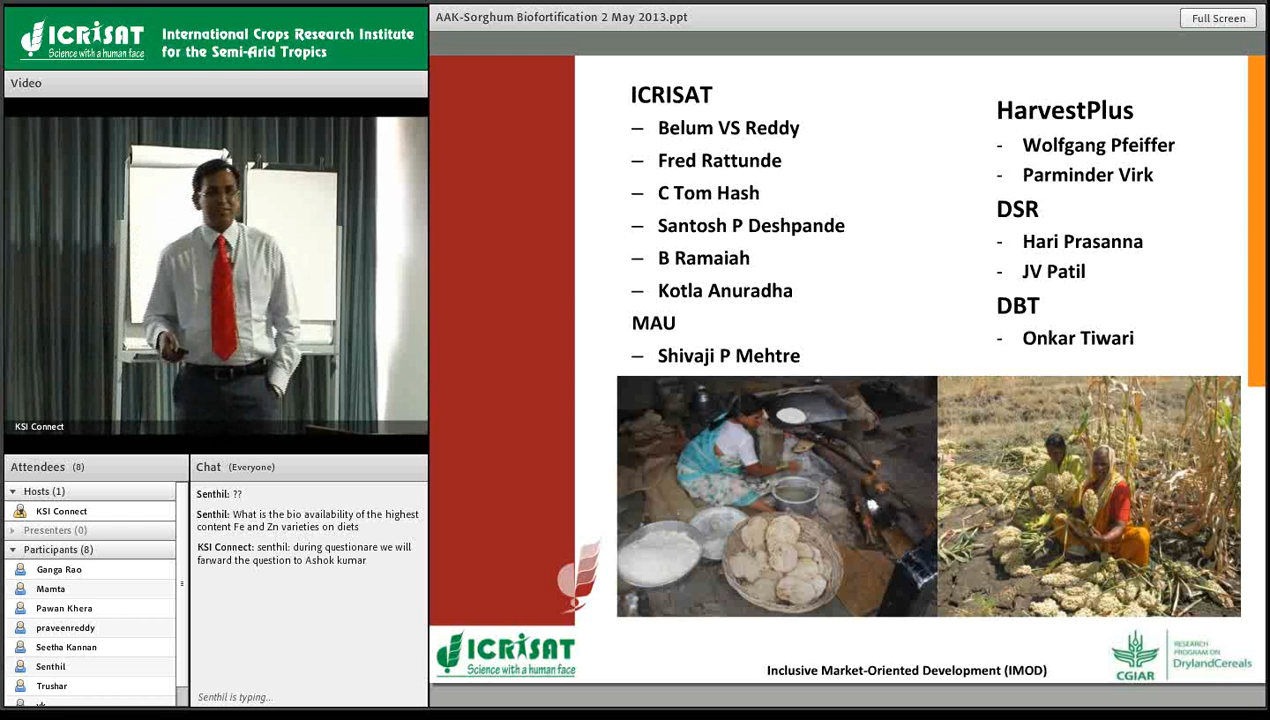 ICRISAT
Science with a human face
International Crops Research Institute
for the Semi-Arid Tropics
Video
KSI Connect
Attendees (8)
Hosts (1)
KSI Connect
Presenters (0)
Participants (8)
Ganga Rao
Mamta
Pawan Khera
praveenreddy
Seetha Kannan
Senthil
Trushar
Chat (Everyone)
Senthil: ??
Senthil: What is the bio availability of the highest
content Fe and Zn varieties on diets
KSI Connect: senthil: during questionare we will
farward the question to Ashok kumar
Senthil is typing...
AAK-Sorghum Biofortification 2 May 2013.ppt
Full Screen
ICRISAT
– Belum VS Reddy
– Fred Rattunde
– C Tom Hash
– Santosh P Deshpande
– B Ramaiah
– Kotla Anuradha
MAU
– Shivaji P Mehtre
HarvestPlus
- Wolfgang Pfeiffer
- Parminder Virk
DSR
- Hari Prasanna
- JV Patil
DBT
- Onkar Tiwari
ICRISAT
Science with a human face
Inclusive Market-Oriented Development (IMOD)
CGIAR
RESEARCH
PROGRAM ON
DrylandCereals